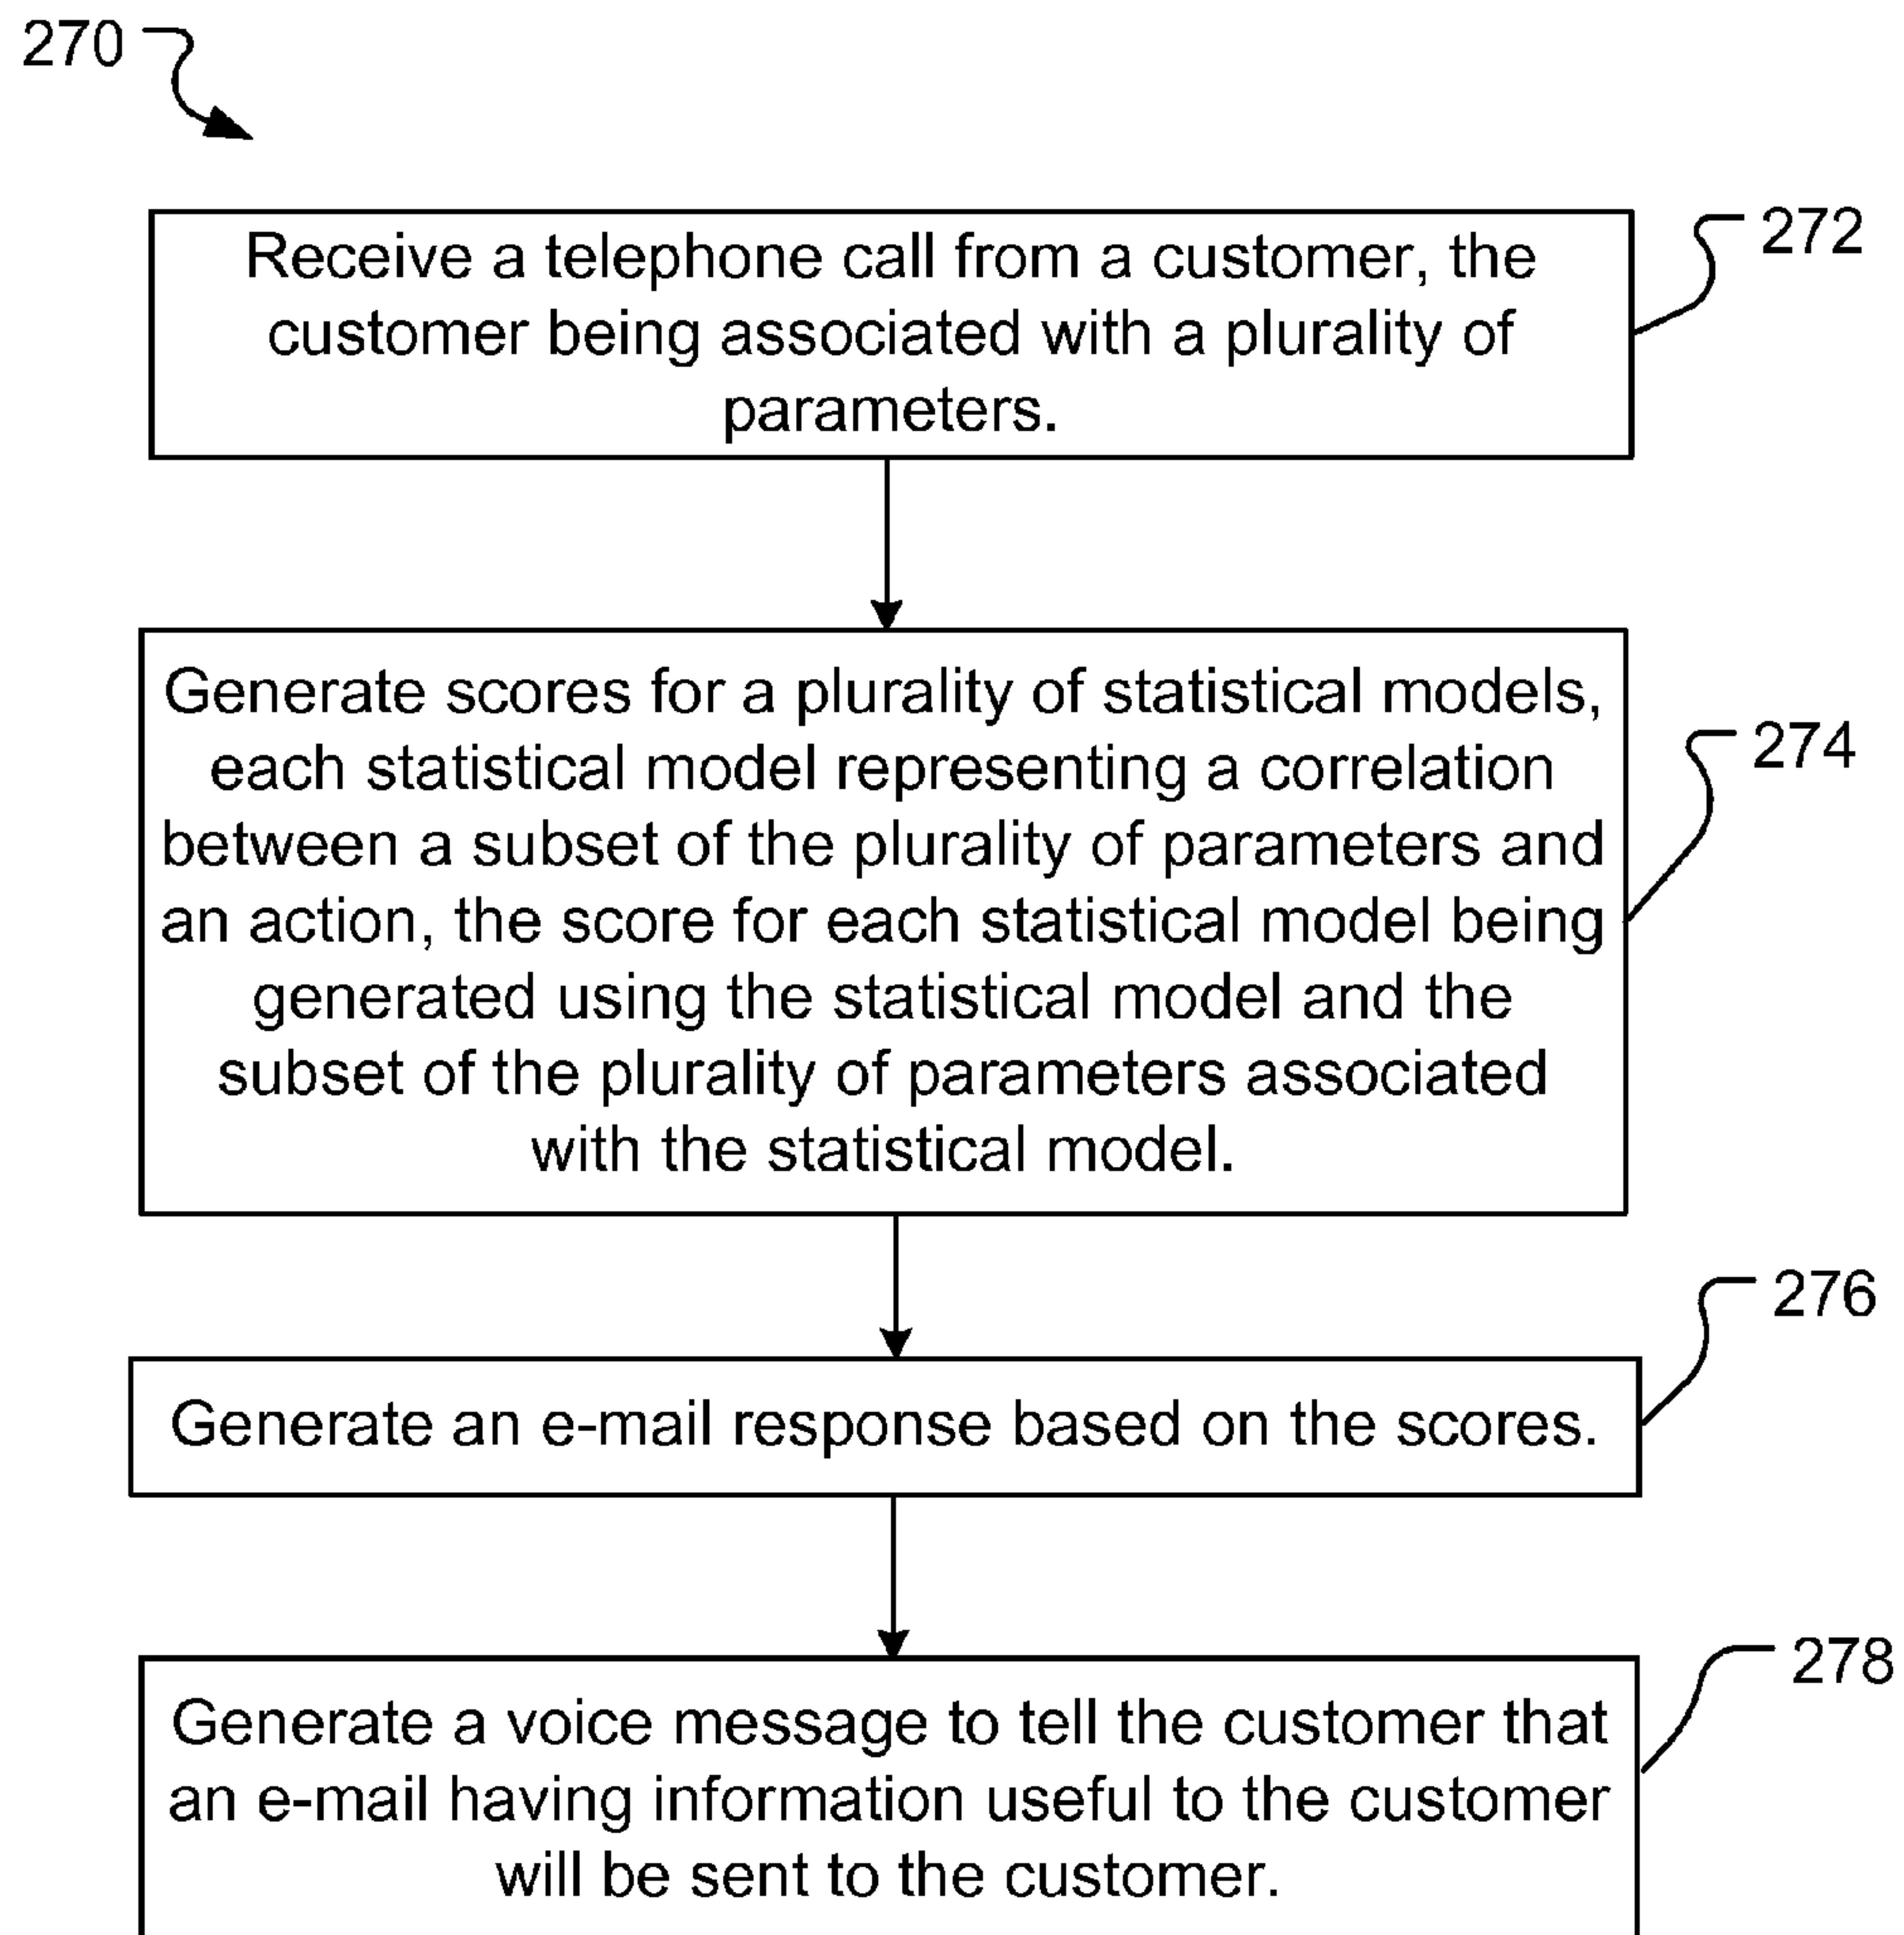 270
272
Receive a telephone call from a customer, the
customer being associated with a plurality of
parameters.
274
Generate scores for a plurality of statistical models,
each statistical model representing a correlation
between a subset of the plurality of parameters and
an action, the score for each statistical model being
generated using the statistical model and the
subset of the plurality of parameters associated
with the statistical model.
276
Generate an e-mail response based on the scores.
278
Generate a voice message to tell the customer that
an e-mail having information useful to the customer
will be sent to the customer.